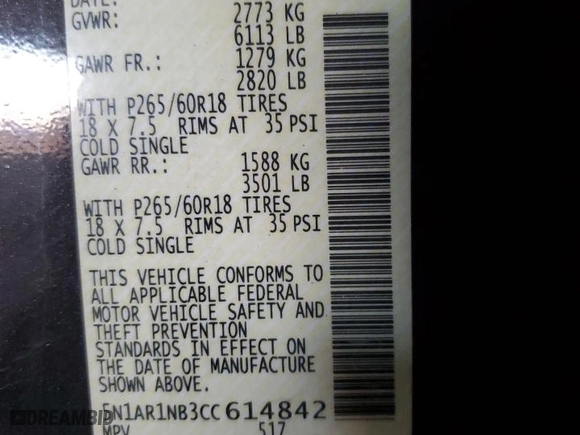 DATE:
GVWR: 2773 KG
6113 LB
GAWR FR.: 1279 KG
2820 LB
WITH P265/60R18 TIRES
18 X 7.5 RIMS AT 35 PSI
COLD SINGLE
GAWR RR.: 1588 KG
3501 LB
WITH P265/60R18 TIRES
18 X 7.5 RIMS AT 35 PSI
COLD SINGLE
THIS VEHICLE CONFORMS TO
ALL APPLICABLE FEDERAL
MOTOR VEHICLE SAFETY AND
THEFT PREVENTION
STANDARDS IN EFFECT ON
THE DATE OF MANUFACTURE
SHOWN ABOVE.
5N1AR1NB3CC614842
MPV 517
DREAMBID